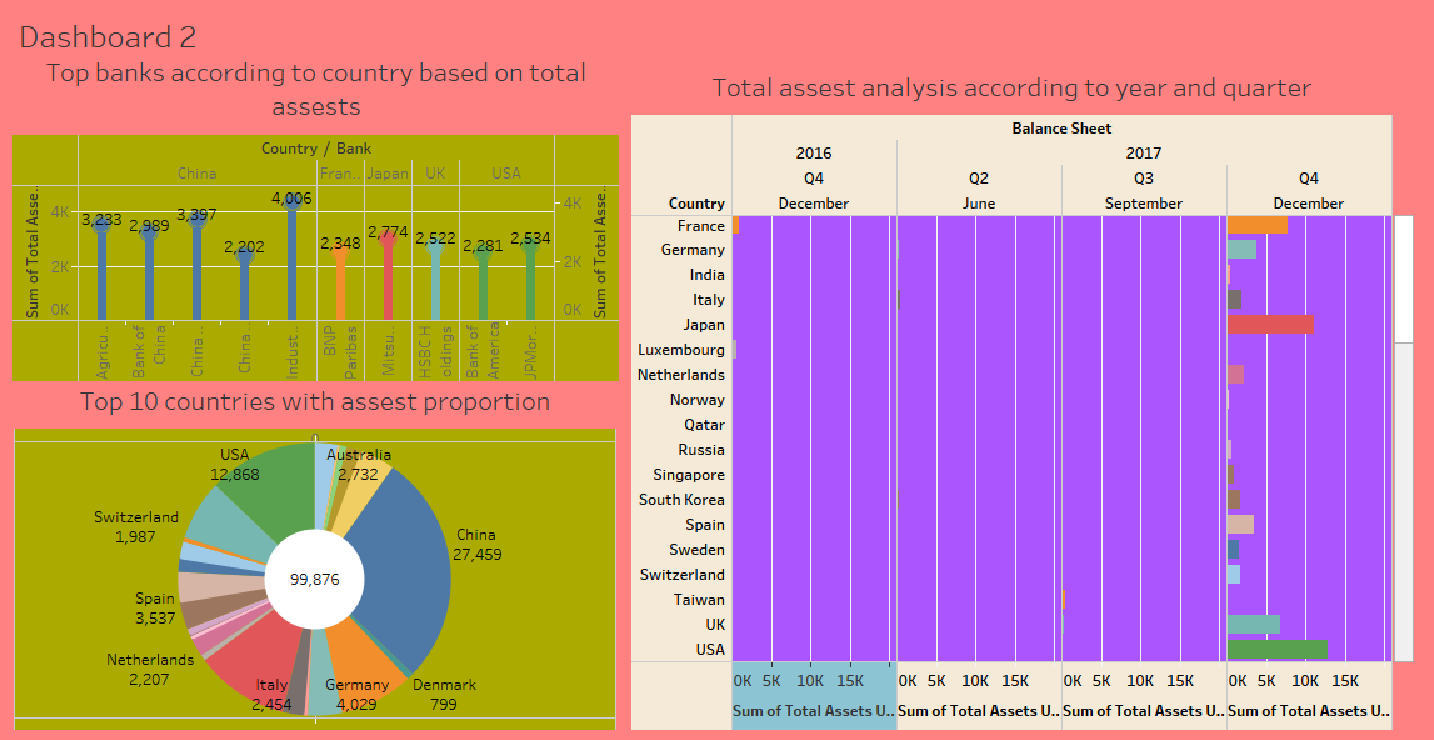 Dashboard 2
Top banks according to country based on total
assests
Country / Bank
China
Fran..
Japan
UK
USA
Sum of Total Asse..
4K
2K
0K
3,233
2,989
3,397
2,202
4,006
2,348
2,774
2,522
2,281
2,534
4K
2K
0K
Sum of Total Asse..
Agricu..
Bank of
China
China ..
China..
Indust..
BNP
Paribas
Mitsu..
HSBC H
oldings
Bank of
America
JPMor..
Top 10 countries with assest proportion
0
USA
12,868
Australia
2,732
Switzerland
1,987
China
27,459
99,876
Spain
3,537
Netherlands
2,207
Italy
2,454
Germany
4,029
Denmark
799
Total assest analysis according to year and quarter
Balance Sheet
2016
2017
Q4
Q2
Q3
Q4
Country
December
June
September
December
France
Germany
India
Italy
Japan
Luxembourg
Netherlands
Norway
Qatar
Russia
Singapore
South Korea
Spain
Sweden
Switzerland
Taiwan
UK
USA
0K 5K 10K 15K
0K 5K 10K 15K
0K 5K 10K 15K
0K 5K 10K 15K
Sum of Total Assets U..
Sum of Total Assets U..
Sum of Total Assets U..
Sum of Total Assets U..